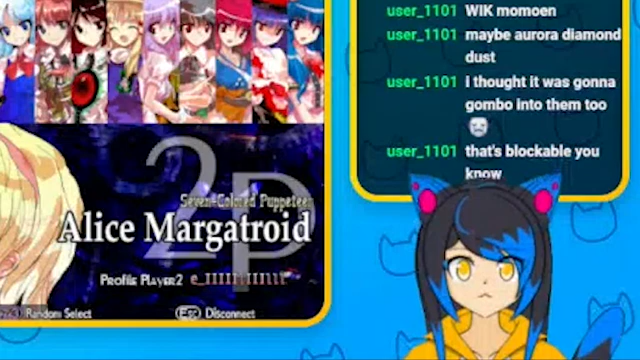 user_1101 WIK momoen
user_1101 maybe aurora diamond
dust
user_1101 i thought it was gonna
gombo into them too
user_1101 that's blockable you
know
2P
Seven-Colored Puppeteer
Alice Margatroid
Profile Player2
Random Select
(Esc) Disconnect